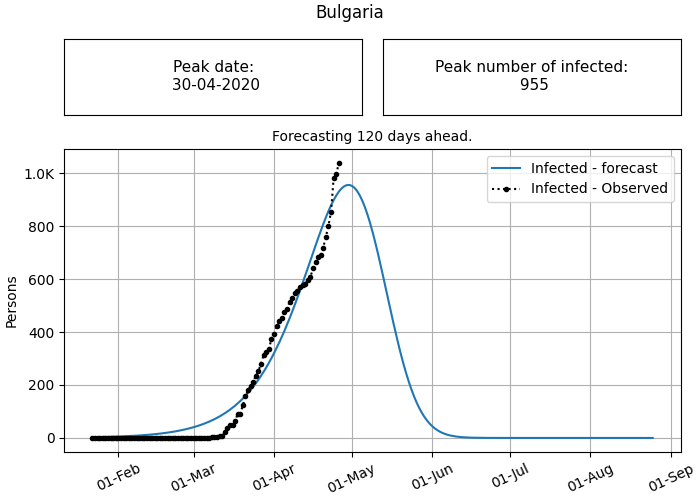 Bulgaria
Peak date:
30-04-2020
Peak number of infected:
955
Forecasting 120 days ahead.
Infected - forecast
Infected - Observed
Persons
1.0K
800
600
400
200
0
01-Feb
01-Mar
01-Apr
01-May
01-Jun
01-Jul
01-Aug
01-Sep